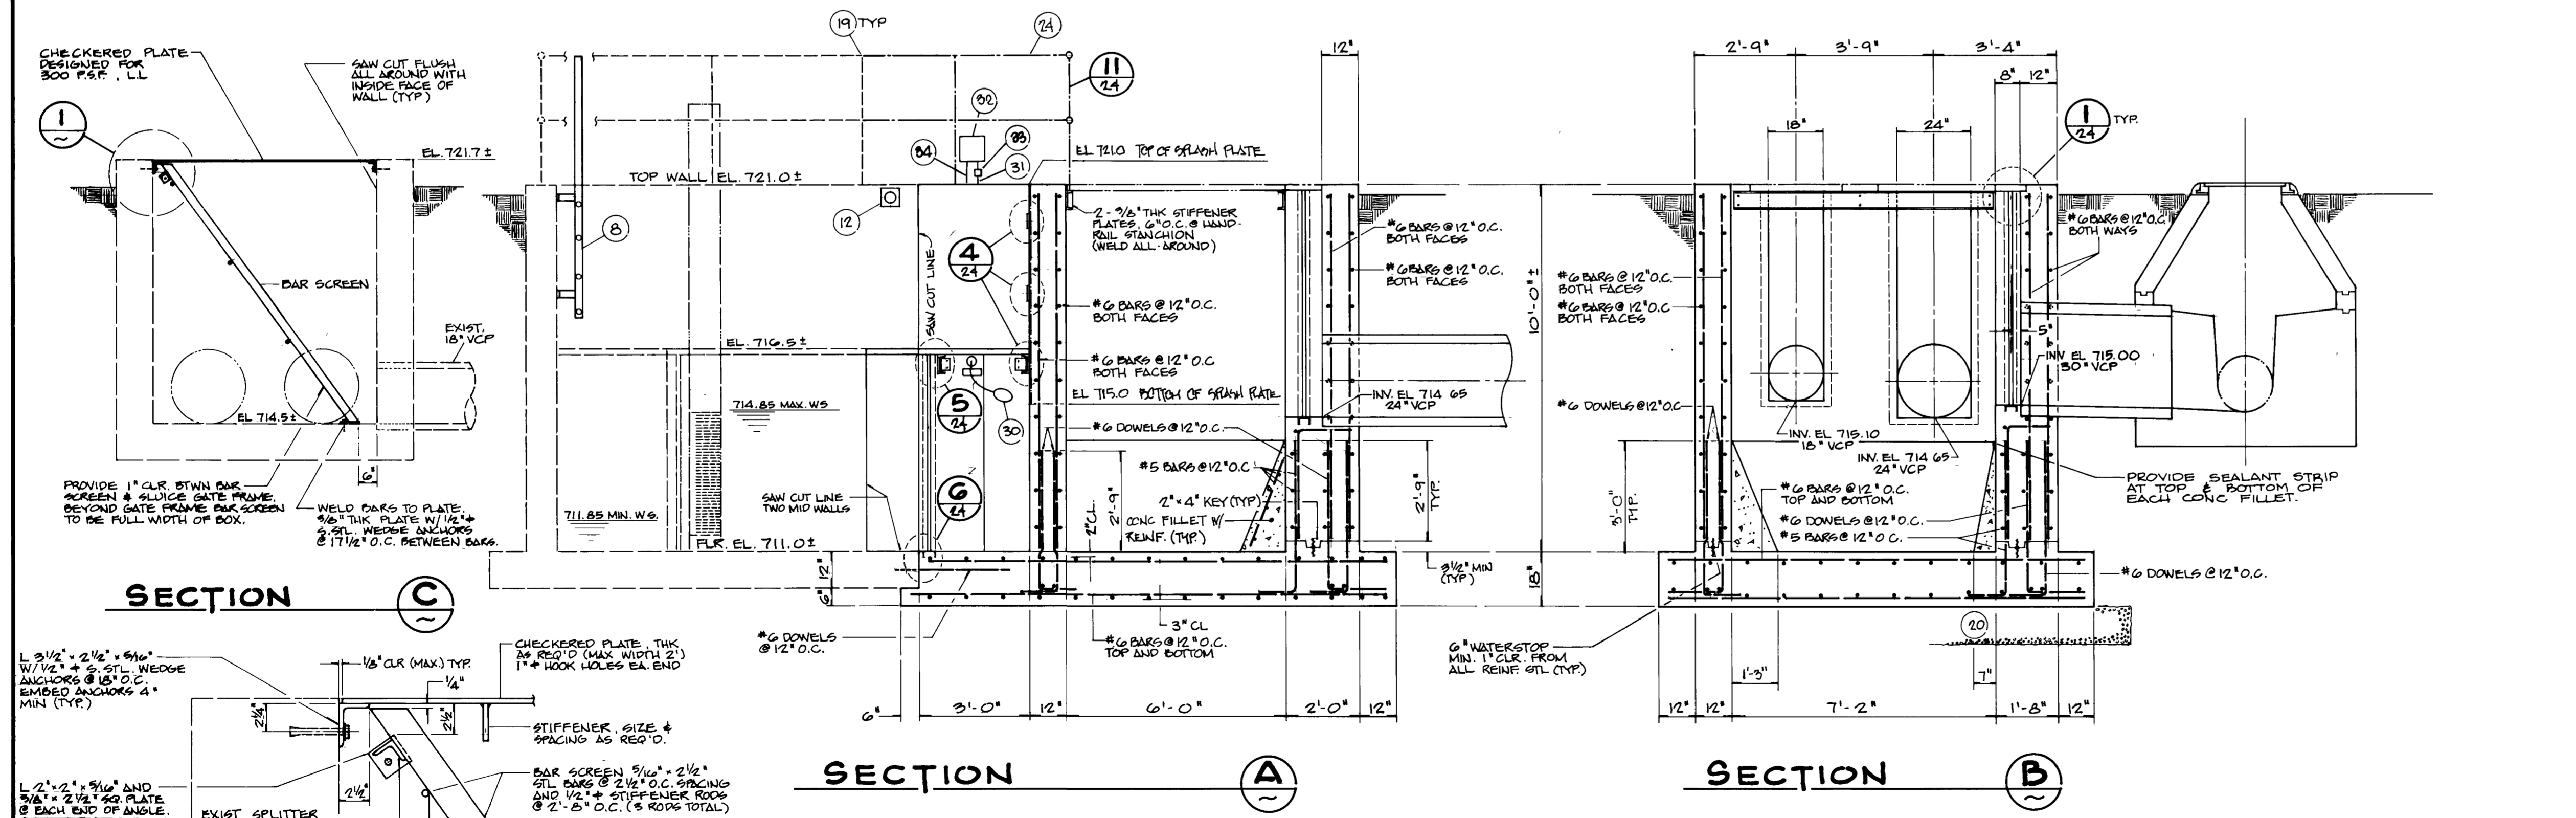 CHECKERED PLATE
DESIGNED FOR
300 P.S.F., L.L
SAW CUT FLUSH
ALL AROUND WITH
INSIDE FACE OF
WALL (TYP)
1
~
EL. 721.7 ±
BAR SCREEN
EXIST.
18" VCP
EL 714.5±
6"
PROVIDE 1" CLR. BTWN BAR
SCREEN & SLUICE GATE FRAME.
BEYOND GATE FRAME BAR SCREEN
TO BE FULL WIDTH OF BOX.
WELD BARS TO PLATE.
3/8" THK PLATE W/ 1/2" ⌀
S.STL. WEDGE ANCHORS
@ 17 1/2" O.C. BETWEEN BARS.
SECTION C
~
L 3 1/2" × 2 1/2" × 5/16"
W/ 1/2" ⌀ S. STL. WEDGE
ANCHORS @ 18" O.C.
EMBED ANCHORS 4"
MIN (TYP.)
1/8" CLR (MAX.) TYP.
CHECKERED PLATE, THK
AS REQ'D (MAX WIDTH 2')
1" ⌀ HOOK HOLES EA. END
1/4"
2 1/4"
2 1/2"
STIFFENER, SIZE &
SPACING AS REQ'D.
L 2" × 2" × 5/16" AND
3/8" × 2 1/2" SQ. PLATE
@ EACH END OF ANGLE.
2 1/2"
BAR SCREEN 5/16" × 2 1/2"
STL BARS @ 2 1/2" O.C. SPACING
AND 1/2" ⌀ STIFFENER RODS
@ 2'-8" O.C. (3 RODS TOTAL)
EXIST SPLITTER
19 TYP
24
11
24
12"
32
33
34
31
EL 721.0 TOP OF SPLASH PLATE
TOP WALL EL. 721.0 ±
12
8
2 - 3/8" THK STIFFENER
PLATES, 6" O.C. @ HAND-
RAIL STANCHION
(WELD ALL-AROUND)
#6 BARS @ 12" O.C.
BOTH FACES
#6 BARS @ 12" O.C.
BOTH FACES
SAW CUT LINE
4
24
#6 BARS @ 12" O.C.
BOTH FACES
EL. 716.5 ±
#6 BARS @ 12" O.C
BOTH FACES
EL 715.0 BOTTOM OF SPLASH PLATE
INV. EL 714 65
24" VCP
714.85 MAX. WS
5
24
30
#6 DOWELS @ 12" O.C.
#5 BARS @ 12" O.C
2" × 4" KEY (TYP)
CONC FILLET W/
REINF. (TYP.)
2" CL.
2'-9"
2'-9"
TYP.
SAW CUT LINE
TWO MID WALLS
6
24
711.85 MIN. WS.
FLR. EL. 711.0 ±
3 1/2" MIN
(TYP)
12"
6"
#6 DOWELS
@ 12" O.C.
3" CL
#6 BARS @ 12" O.C.
TOP AND BOTTOM
6"
3'-0"
12"
6'-0"
2'-0"
12"
SECTION A
~
2'-9"
3'-9"
3'-4"
8"
12"
18"
24"
1
24
TYP.
10'-0" ±
18"
#6 BARS @ 12" O.C.
BOTH WAYS
#6 BARS @ 12" O.C.
BOTH FACES
#6 BARS @ 12" O.C
BOTH FACES
5"
INV EL 715.00
30" VCP
#6 DOWELS @ 12" O.C
INV. EL 715.10
18" VCP
INV. EL 714 65
24" VCP
3'-0"
TYP.
#6 BARS @ 12" O.C.
TOP AND BOTTOM
#6 DOWELS @ 12" O.C.
#5 BARS @ 12" O C.
PROVIDE SEALANT STRIP
AT TOP & BOTTOM OF
EACH CONC FILLET.
#6 DOWELS @ 12" O.C.
20
6" WATERSTOP
MIN. 1" CLR. FROM
ALL REINF. STL (TYP.)
1'-3"
7"
12"
12"
7'-2"
1'-8"
12"
SECTION B
~